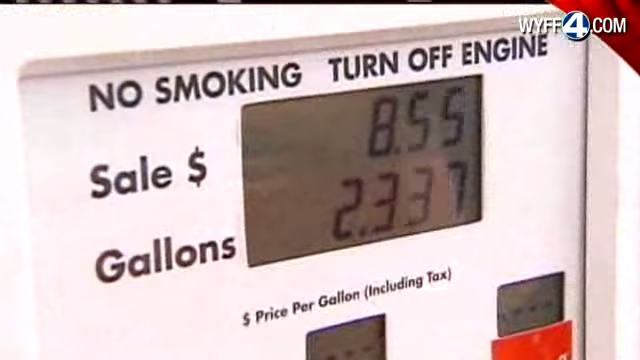 WYFF4.COM
NO SMOKING TURN OFF ENGINE
Sale $ 8.55
Gallons 2.337
$ Price Per Gallon (Including Tax)